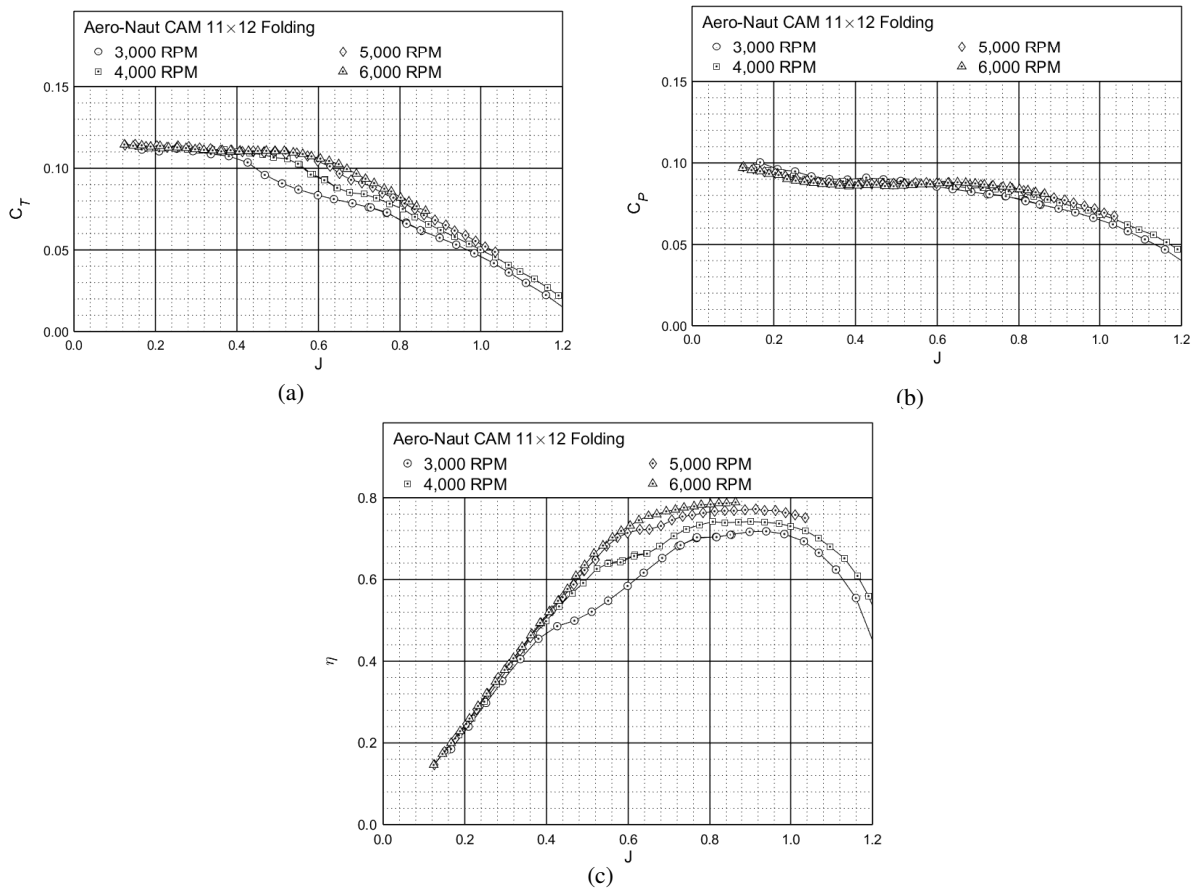 Aero-Naut CAM 11×12 Folding
3,000 RPM
5,000 RPM
4,000 RPM
6,000 RPM
0.15
0.10
0.05
0.00
C_T
0.0 0.2 0.4 0.6 0.8 1.0 1.2
J
(a)
Aero-Naut CAM 11×12 Folding
3,000 RPM
5,000 RPM
4,000 RPM
6,000 RPM
0.15
0.10
0.05
0.00
C_P
0.0 0.2 0.4 0.6 0.8 1.0 1.2
J
(b)
Aero-Naut CAM 11×12 Folding
3,000 RPM
5,000 RPM
4,000 RPM
6,000 RPM
0.8
0.6
0.4
0.2
0.0
η
0.0 0.2 0.4 0.6 0.8 1.0 1.2
J
(c)